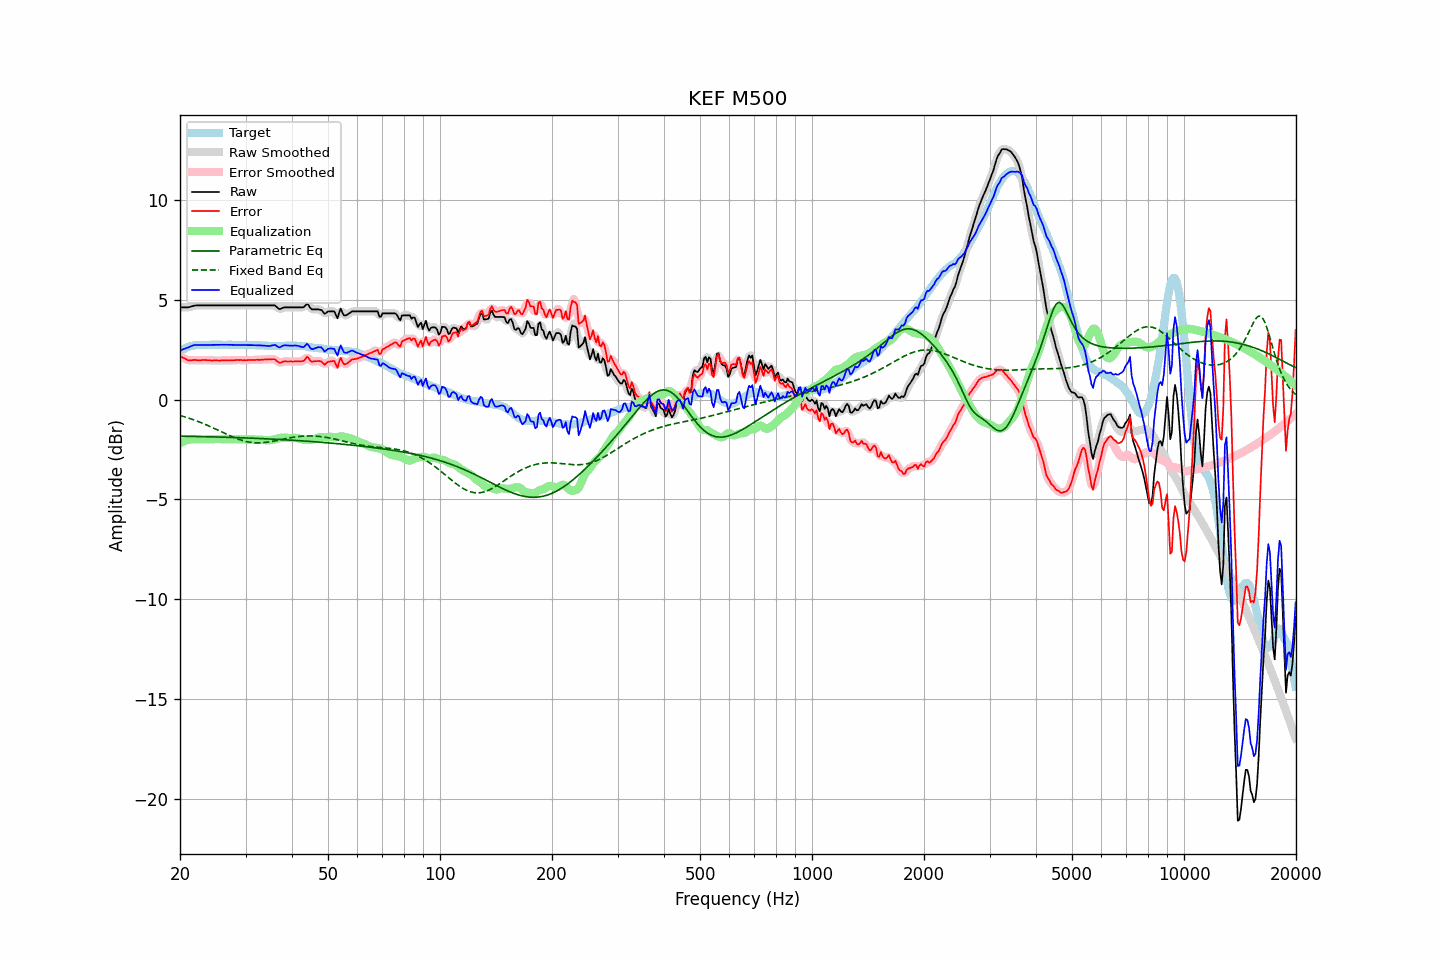 KEF M500
Target
Raw Smoothed
Error Smoothed
Raw
Error
Equalization
Parametric Eq
Fixed Band Eq
Equalized
Amplitude (dBr)
10
5
0
−5
−10
−15
−20
20
50
100
200
500
1000
2000
5000
10000
20000
Frequency (Hz)